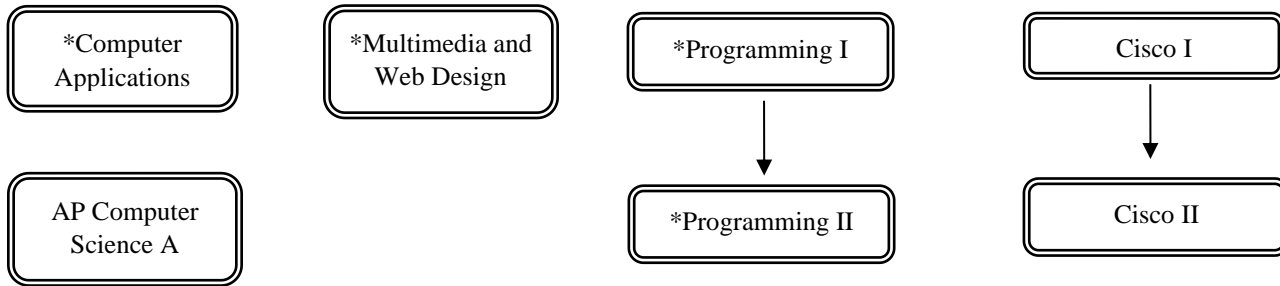 *Computer
Applications
*Multimedia and
Web Design
*Programming I
Cisco I
AP Computer
Science A
*Programming II
Cisco II